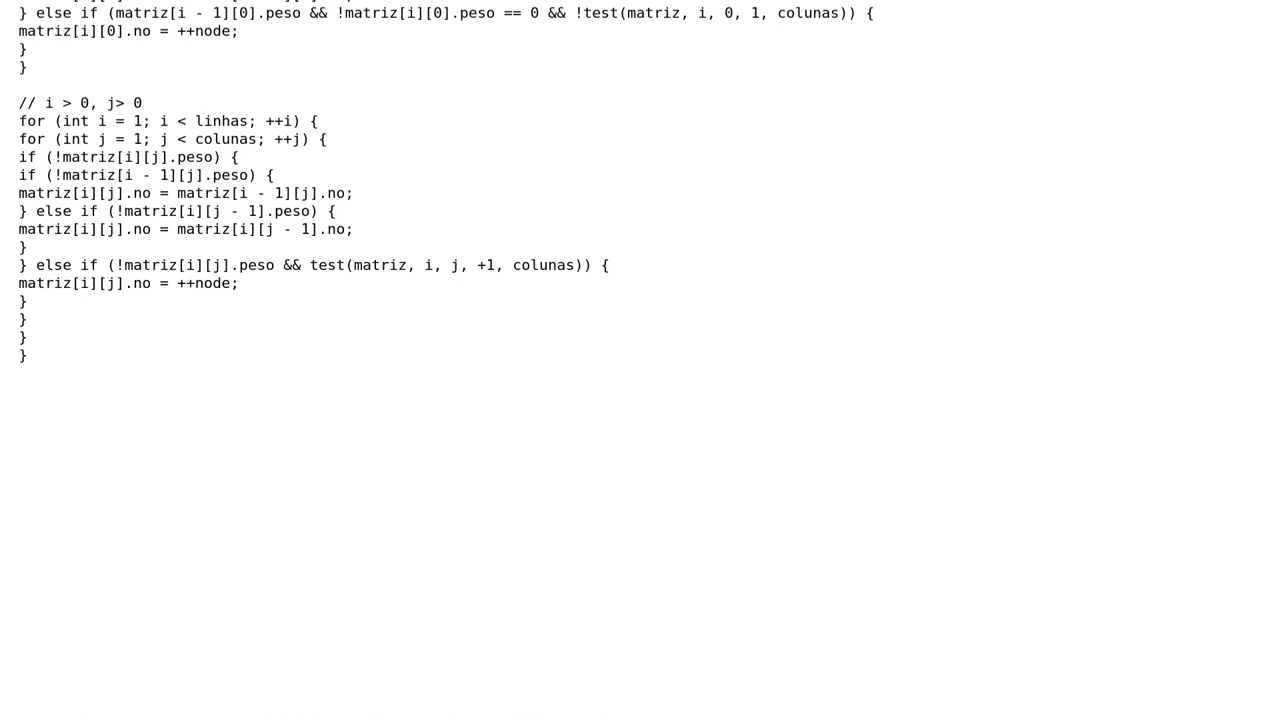 } else if (matriz[i - 1][0].peso && !matriz[i][0].peso == 0 && !test(matriz, i, 0, 1, colunas)) {
matriz[i][0].no = ++node;
}
}

// i > 0, j> 0
for (int i = 1; i < linhas; ++i) {
for (int j = 1; j < colunas; ++j) {
if (!matriz[i][j].peso) {
if (!matriz[i - 1][j].peso) {
matriz[i][j].no = matriz[i - 1][j].no;
} else if (!matriz[i][j - 1].peso) {
matriz[i][j].no = matriz[i][j - 1].no;
}
} else if (!matriz[i][j].peso && test(matriz, i, j, +1, colunas)) {
matriz[i][j].no = ++node;
}
}
}
}